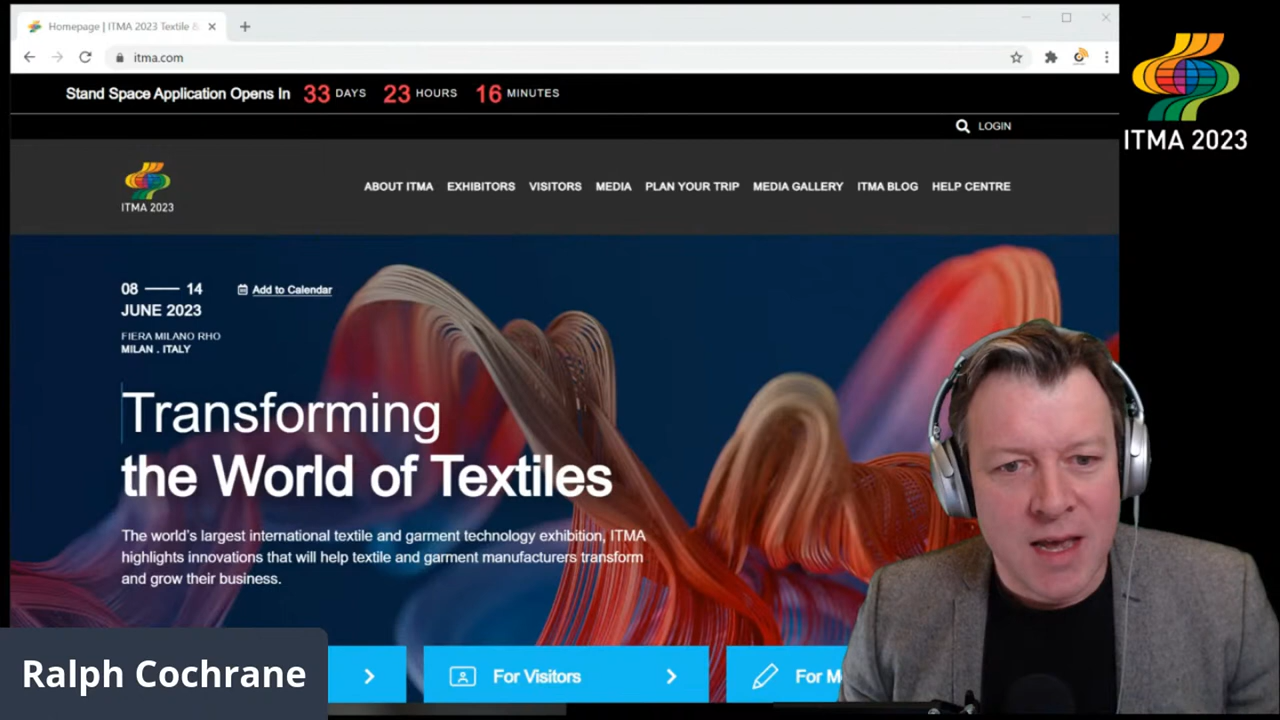 Homepage | ITMA 2023 Textile &
itma.com
Stand Space Application Opens In 33 DAYS 23 HOURS 16 MINUTES
LOGIN
ITMA 2023
ITMA 2023
ABOUT ITMA EXHIBITORS VISITORS MEDIA PLAN YOUR TRIP MEDIA GALLERY ITMA BLOG HELP CENTRE
08 — 14 Add to Calendar
JUNE 2023
FIERA MILANO RHO
MILAN . ITALY
Transforming
the World of Textiles
The world's largest international textile and garment technology exhibition, ITMA
highlights innovations that will help textile and garment manufacturers transform
and grow their business.
Ralph Cochrane
For Visitors
For M